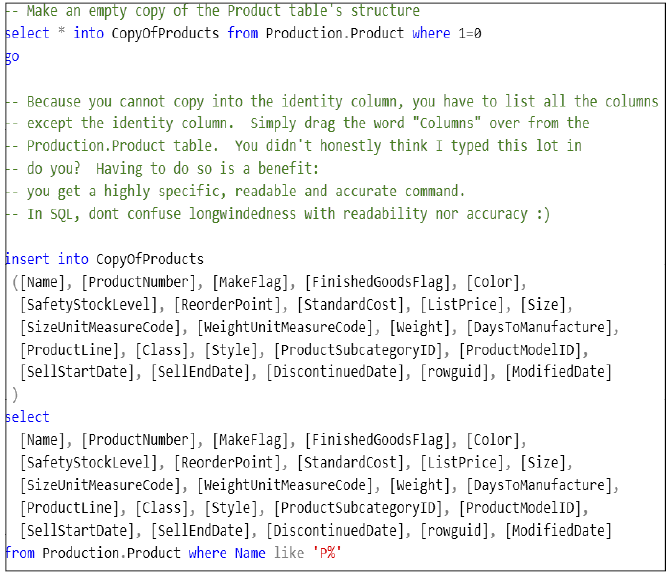 -- Make an empty copy of the Product table's structure
select * into CopyOfProducts from Production.Product where 1=0
go
-- Because you cannot copy into the identity column, you have to list all the columns
-- except the identity column.  Simply drag the word "Columns" over from the
-- Production.Product table.  You didn't honestly think I typed this lot in
-- do you?  Having to do so is a benefit:
-- you get a highly specific, readable and accurate command.
-- In SQL, dont confuse longwindedness with readability nor accuracy :)
insert into CopyOfProducts
([Name], [ProductNumber], [MakeFlag], [FinishedGoodsFlag], [Color],
[SafetyStockLevel], [ReorderPoint], [StandardCost], [ListPrice], [Size],
[SizeUnitMeasureCode], [WeightUnitMeasureCode], [Weight], [DaysToManufacture],
[ProductLine], [Class], [Style], [ProductSubcategoryID], [ProductModelID],
[SellStartDate], [SellEndDate], [DiscontinuedDate], [rowguid], [ModifiedDate]
)
select
[Name], [ProductNumber], [MakeFlag], [FinishedGoodsFlag], [Color],
[SafetyStockLevel], [ReorderPoint], [StandardCost], [ListPrice], [Size],
[SizeUnitMeasureCode], [WeightUnitMeasureCode], [Weight], [DaysToManufacture],
[ProductLine], [Class], [Style], [ProductSubcategoryID], [ProductModelID],
[SellStartDate], [SellEndDate], [DiscontinuedDate], [rowguid], [ModifiedDate]
from Production.Product where Name like 'P%'